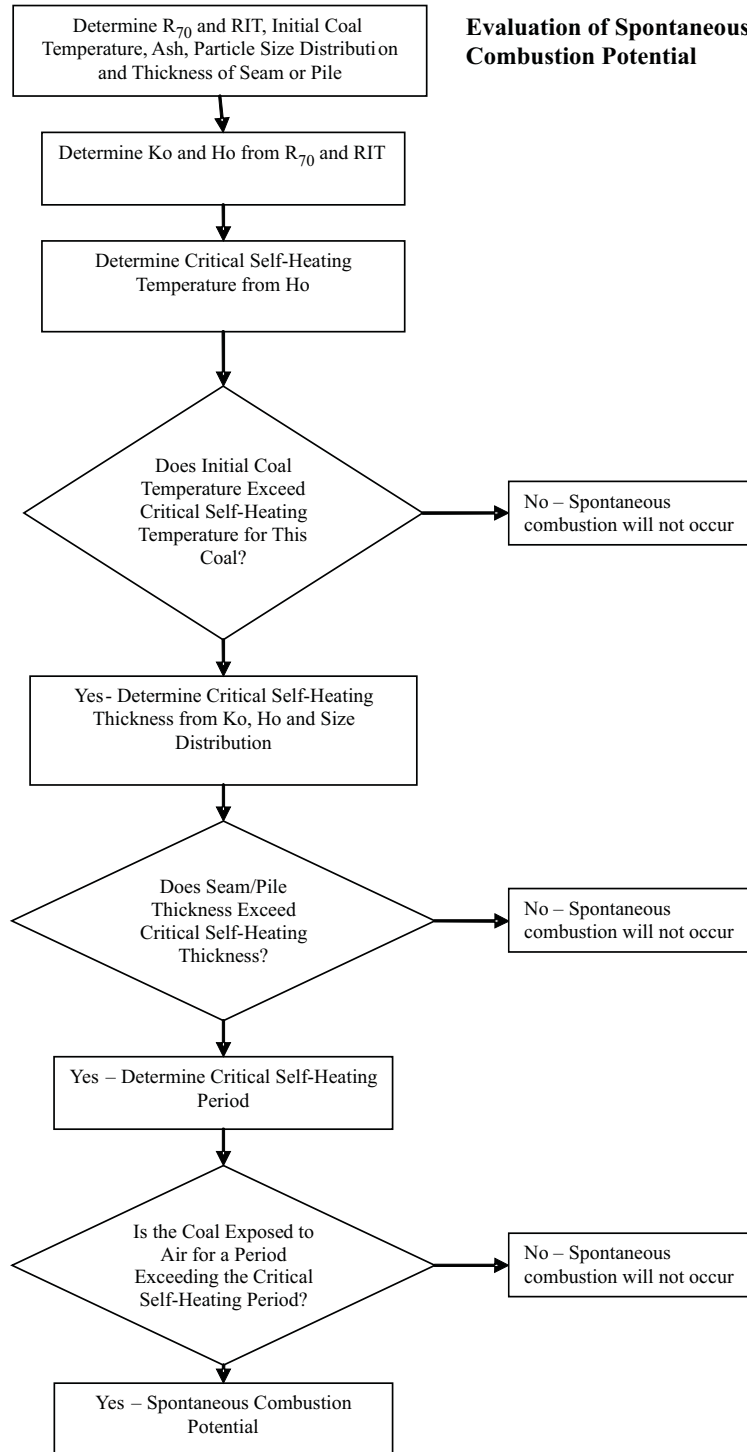 Evaluation of Spontaneous
Combustion Potential
Determine R70 and RIT, Initial Coal
Temperature, Ash, Particle Size Distribution
and Thickness of Seam or Pile
Determine Ko and Ho from R70 and RIT
Determine Critical Self-Heating
Temperature from Ho
Does Initial Coal
Temperature Exceed
Critical Self-Heating
Temperature for This
Coal?
No – Spontaneous
combustion will not occur
Yes- Determine Critical Self-Heating
Thickness from Ko, Ho and Size
Distribution
Does Seam/Pile
Thickness Exceed
Critical Self-Heating
Thickness?
No – Spontaneous
combustion will not occur
Yes – Determine Critical Self-Heating
Period
Is the Coal Exposed to
Air for a Period
Exceeding the Critical
Self-Heating Period?
No – Spontaneous
combustion will not occur
Yes – Spontaneous Combustion
Potential